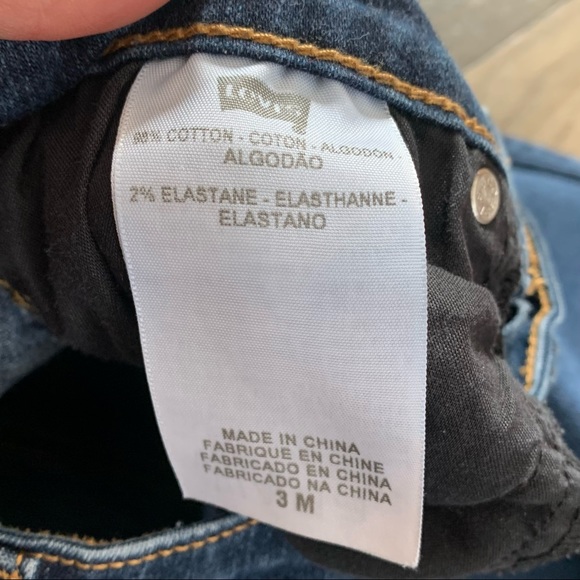 LEVI'S
98% COTTON - COTON - ALGODON -
ALGODÃO
2% ELASTANE - ELASTHANNE -
ELASTANO
MADE IN CHINA
FABRIQUE EN CHINE
FABRICADO EN CHINA
FABRICADO NA CHINA
3 M